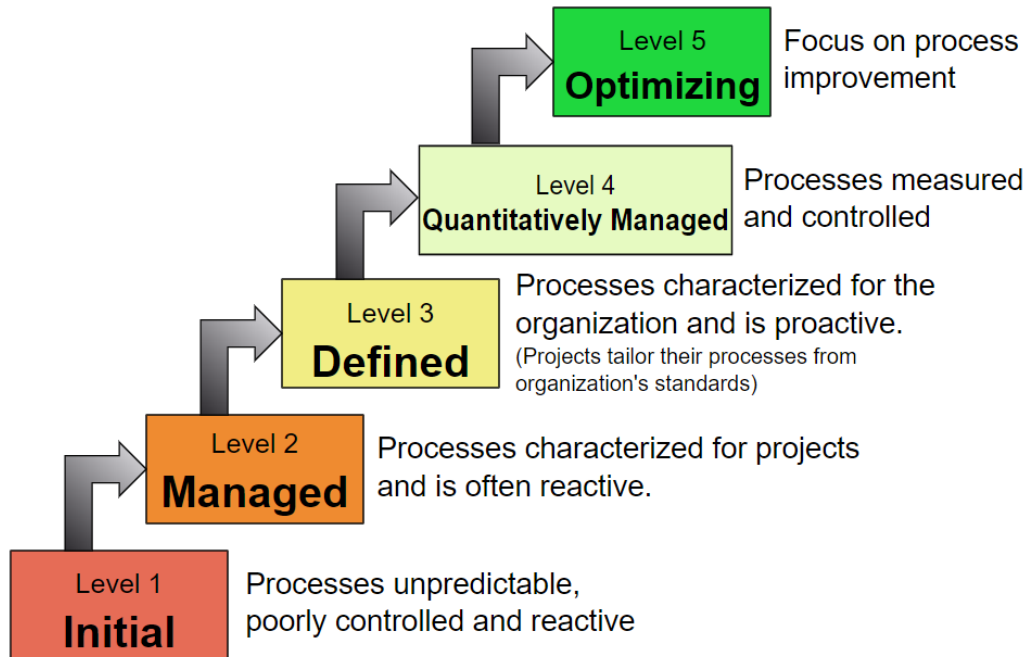 Level 5
Optimizing
Focus on process
improvement
Level 4
Quantitatively Managed
Processes measured
and controlled
Level 3
Defined
Processes characterized for the
organization and is proactive.
(Projects tailor their processes from
organization's standards)
Level 2
Managed
Processes characterized for projects
and is often reactive.
Level 1
Initial
Processes unpredictable,
poorly controlled and reactive